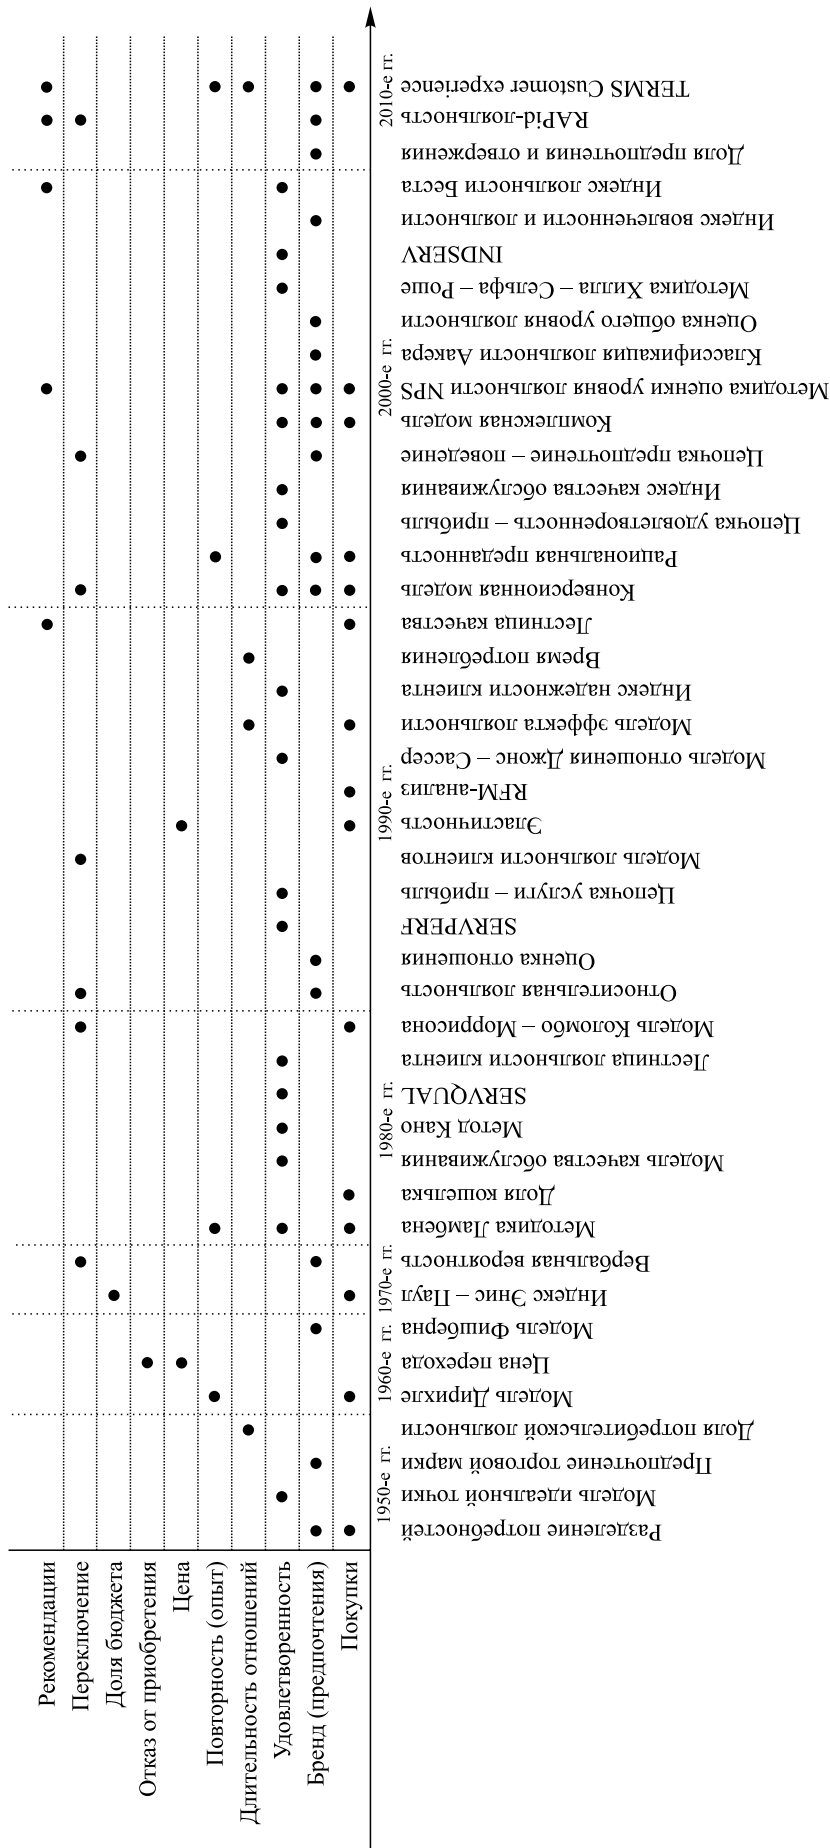 Рекомендации
Переключение
Доля бюджета
Отказ от приобретения
Цена
Повторность (опыт)
Длительность отношений
Удовлетворенность
Бренд (предпочтения)
Покупки
1950-е гг.
1960-е гг.
1970-е гг.
1980-е гг.
1990-е гг.
2000-е гг.
2010-е гг.
Разделение потребностей
Модель идеальной точки
Предпочтение торговой марки
Доля потребительской лояльности
Модель Дирихле
Цена перехода
Модель Фишберна
Индекс Энис – Паул
Вербальная вероятность
Методика Ламбена
Доля кошелька
Модель качества обслуживания
Метод Кано
SERVQUAL
Лестница лояльности клиента
Модель Коломбо – Моррисона
Относительная лояльность
Оценка отношения
SERVPERF
Цепочка услуги – прибыль
Модель лояльности клиентов
Эластичность
RFM-анализ
Модель отношения Джонс – Сассер
Модель эффекта лояльности
Индекс надежности клиента
Время потребления
Лестница качества
Конверсионная модель
Рациональная преданность
Цепочка удовлетворенность – прибыль
Индекс качества обслуживания
Цепочка предпочтение – поведение
Комплексная модель
Методика оценки уровня лояльности NPS
Классификация лояльности Аакера
Оценка общего уровня лояльности
Методика Хилла – Сельфа – Роше
INDSERV
Индекс вовлеченности и лояльности
Индекс лояльности Беста
Доля предпочтения и отвержения
RAPid-лояльность
TERMS Customer experience